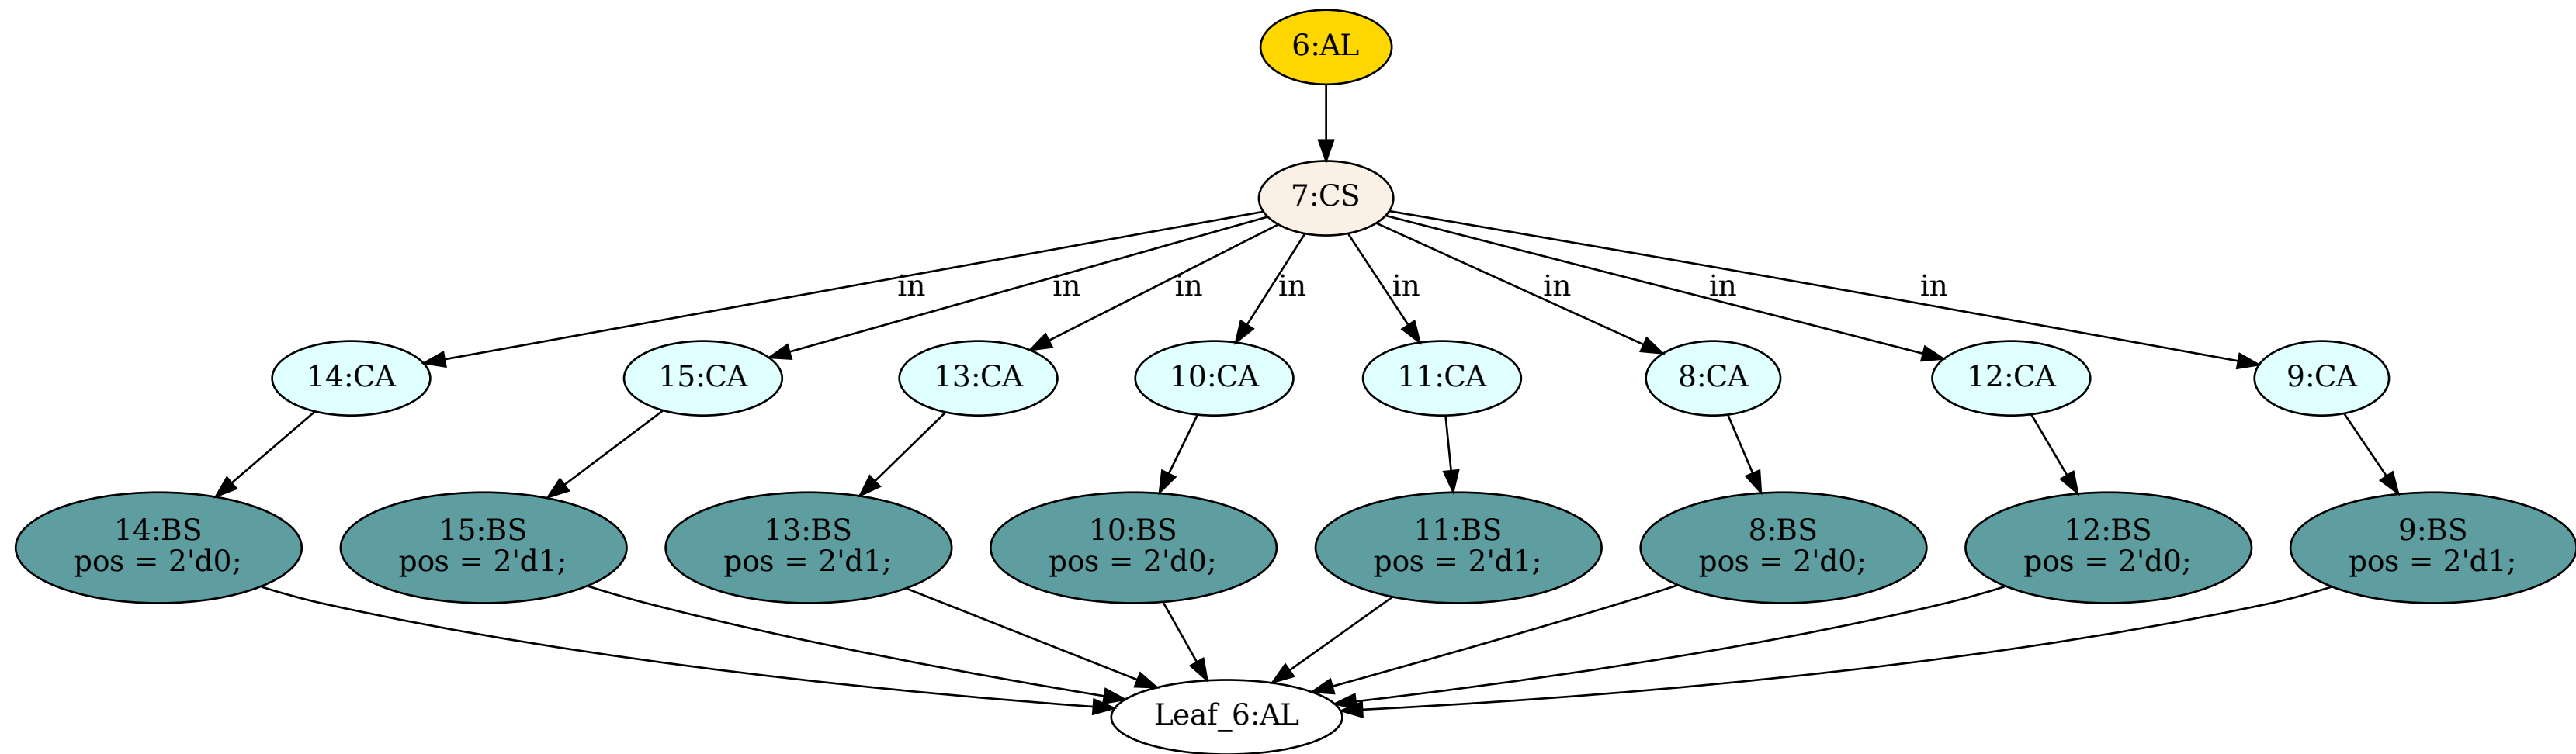 6:AL
7:CS
in in in in in in in in
14:CA 15:CA 13:CA 10:CA 11:CA 8:CA 12:CA 9:CA
14:BS
pos = 2'd0;
15:BS
pos = 2'd1;
13:BS
pos = 2'd1;
10:BS
pos = 2'd0;
11:BS
pos = 2'd1;
8:BS
pos = 2'd0;
12:BS
pos = 2'd0;
9:BS
pos = 2'd1;
Leaf_6:AL